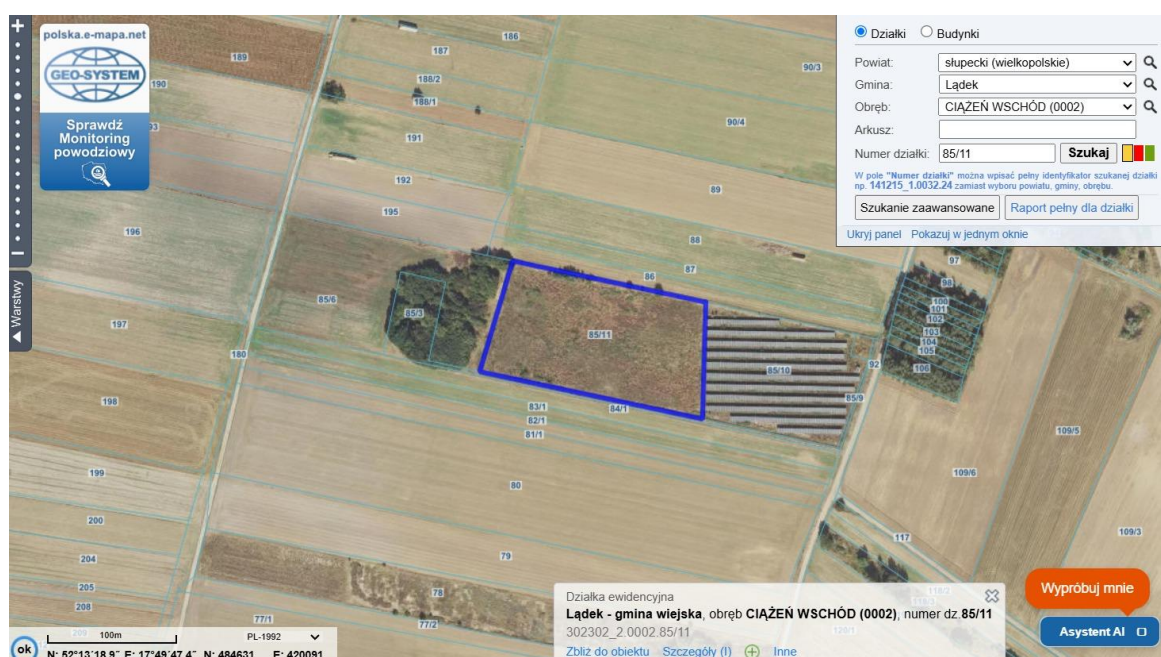 polska.e-mapa.net
GEO-SYSTEM
Sprawdź
Monitoring
powodziowy
Działki Budynki
Powiat: słupecki (wielkopolskie)
Gmina: Lądek
Obręb: CIĄŻEŃ WSCHÓD (0002)
Arkusz:
Numer działki: 85/11 Szukaj
W pole "Numer działki" można wpisać pełny identyfikator szukanej działki
np. 141215_1.0032.24 zamiast wyboru powiatu, gminy, obrębu.
Szukanie zaawansowane Raport pełny dla działki
Ukryj panel Pokazuj w jednym oknie
Warstwy
186
187
189
188/2
190
188/1
90/3
90/4
191
192
89
195
196
88
87
86
97
98
100
101
102
103
104
105
106
85/6
85/3
85/11
85/10
92
85/9
197
180
198
83/1
84/1
82/1
81/1
109/5
199
80
109/6
200
117
109/3
204
79
205
78
208
77/1
77/2
118/2
Działka ewidencyjna
Lądek - gmina wiejska, obręb CIĄŻEŃ WSCHÓD (0002), numer dz. 85/11
302302_2.0002.85/11
Zbliż do obiektu Szczegóły (I) Inne
Wypróbuj mnie
Asystent AI
100m
PL-1992
ok
N: 52°13'18.9" E: 17°49'47.4" N: 484631 E: 420091